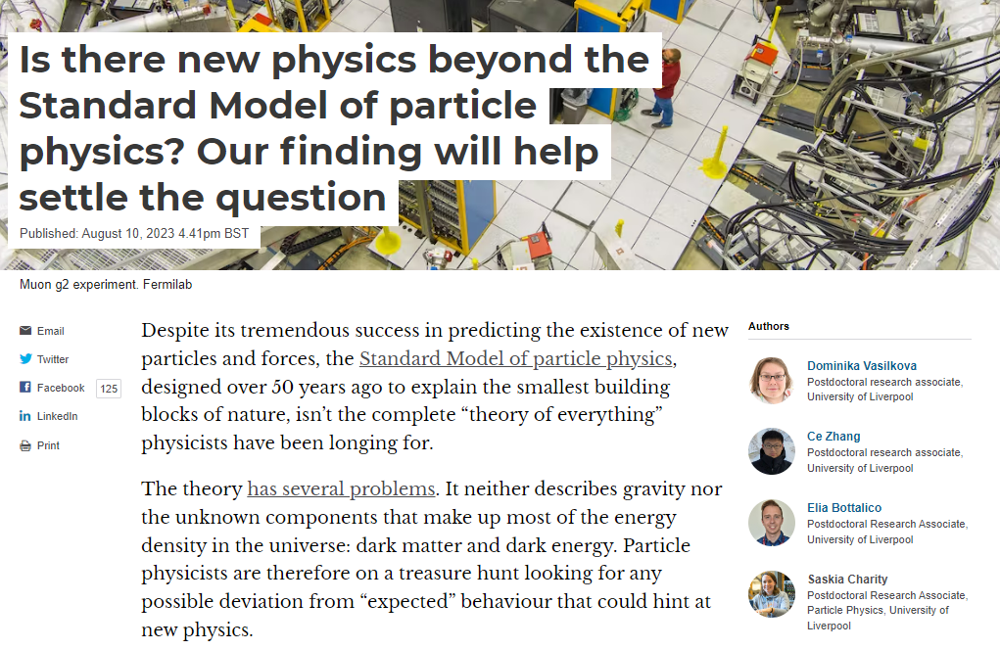 Is there new physics beyond the
Standard Model of particle
physics? Our finding will help
settle the question
Published: August 10, 2023 4.41pm BST
Muon g2 experiment. Fermilab
Email
Twitter
Facebook 125
LinkedIn
Print
Despite its tremendous success in predicting the existence of new
particles and forces, the Standard Model of particle physics,
designed over 50 years ago to explain the smallest building
blocks of nature, isn’t the complete “theory of everything”
physicists have been longing for.
The theory has several problems. It neither describes gravity nor
the unknown components that make up most of the energy
density in the universe: dark matter and dark energy. Particle
physicists are therefore on a treasure hunt looking for any
possible deviation from “expected” behaviour that could hint at
new physics.
Authors
Dominika Vasilkova
Postdoctoral research associate,
University of Liverpool
Ce Zhang
Postdoctoral research associate,
University of Liverpool
Elia Bottalico
Postdoctoral Research Associate,
University of Liverpool
Saskia Charity
Postdoctoral Research Associate,
Particle Physics, University of
Liverpool